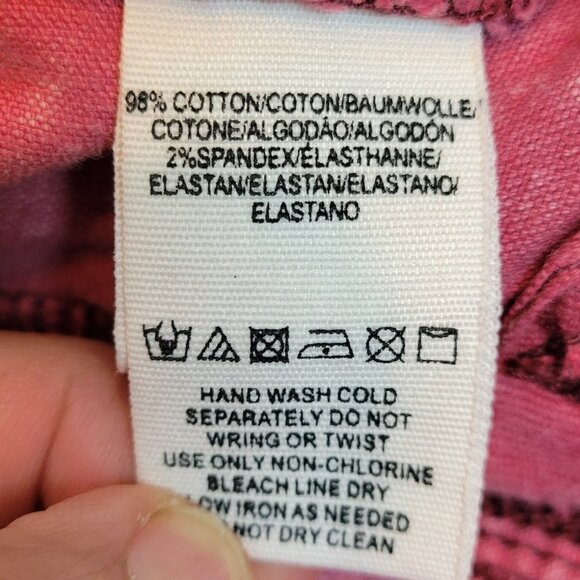 98% COTTON/COTON/BAUMWOLLE/
COTONE/ALGODÃO/ALGODÓN
2%SPANDEX/ÉLASTHANNE/
ELASTAN/ELASTAN/ELASTANO/
ELASTANO
HAND WASH COLD
SEPARATELY DO NOT
WRING OR TWIST
USE ONLY NON-CHLORINE
BLEACH LINE DRY
LOW IRON AS NEEDED
DO NOT DRY CLEAN